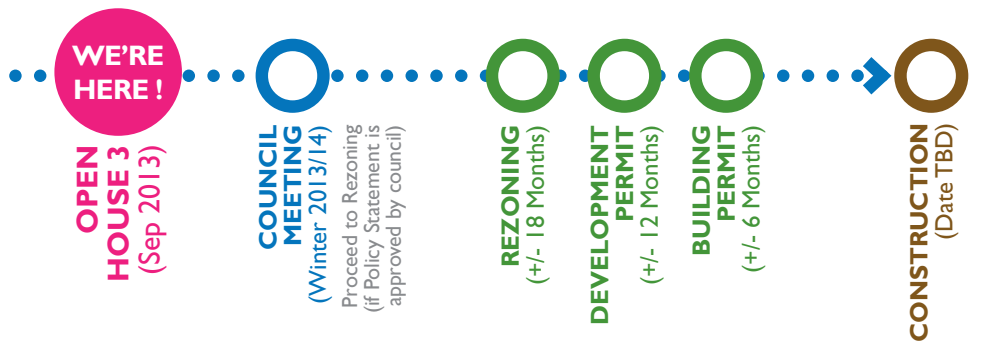 WE'RE
HERE !
OPEN
HOUSE 3
(Sep 2013)
COUNCIL
MEETING
(Winter 2013/14)
Proceed to Rezoning
(if Policy Statement is
approved by council)
REZONING
(+/- 18 Months)
DEVELOPMENT
PERMIT
(+/- 12 Months)
BUILDING
PERMIT
(+/- 6 Months)
CONSTRUCTION
(Date TBD)